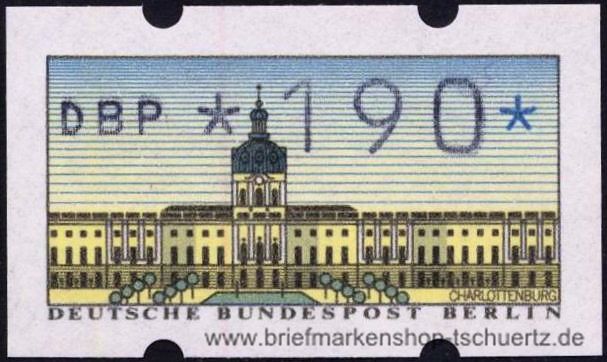 DBP *190*
CHARLOTTENBURG
DEUTSCHE BUNDESPOST BERLIN
www.briefmarkenshop-tschuertz.de